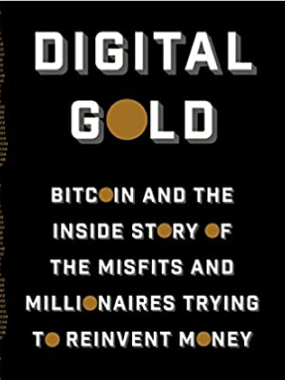 DIGITAL
GOLD
BITCOIN AND THE
INSIDE STORY OF
THE MISFITS AND
MILLIONAIRES TRYING
TO REINVENT MONEY